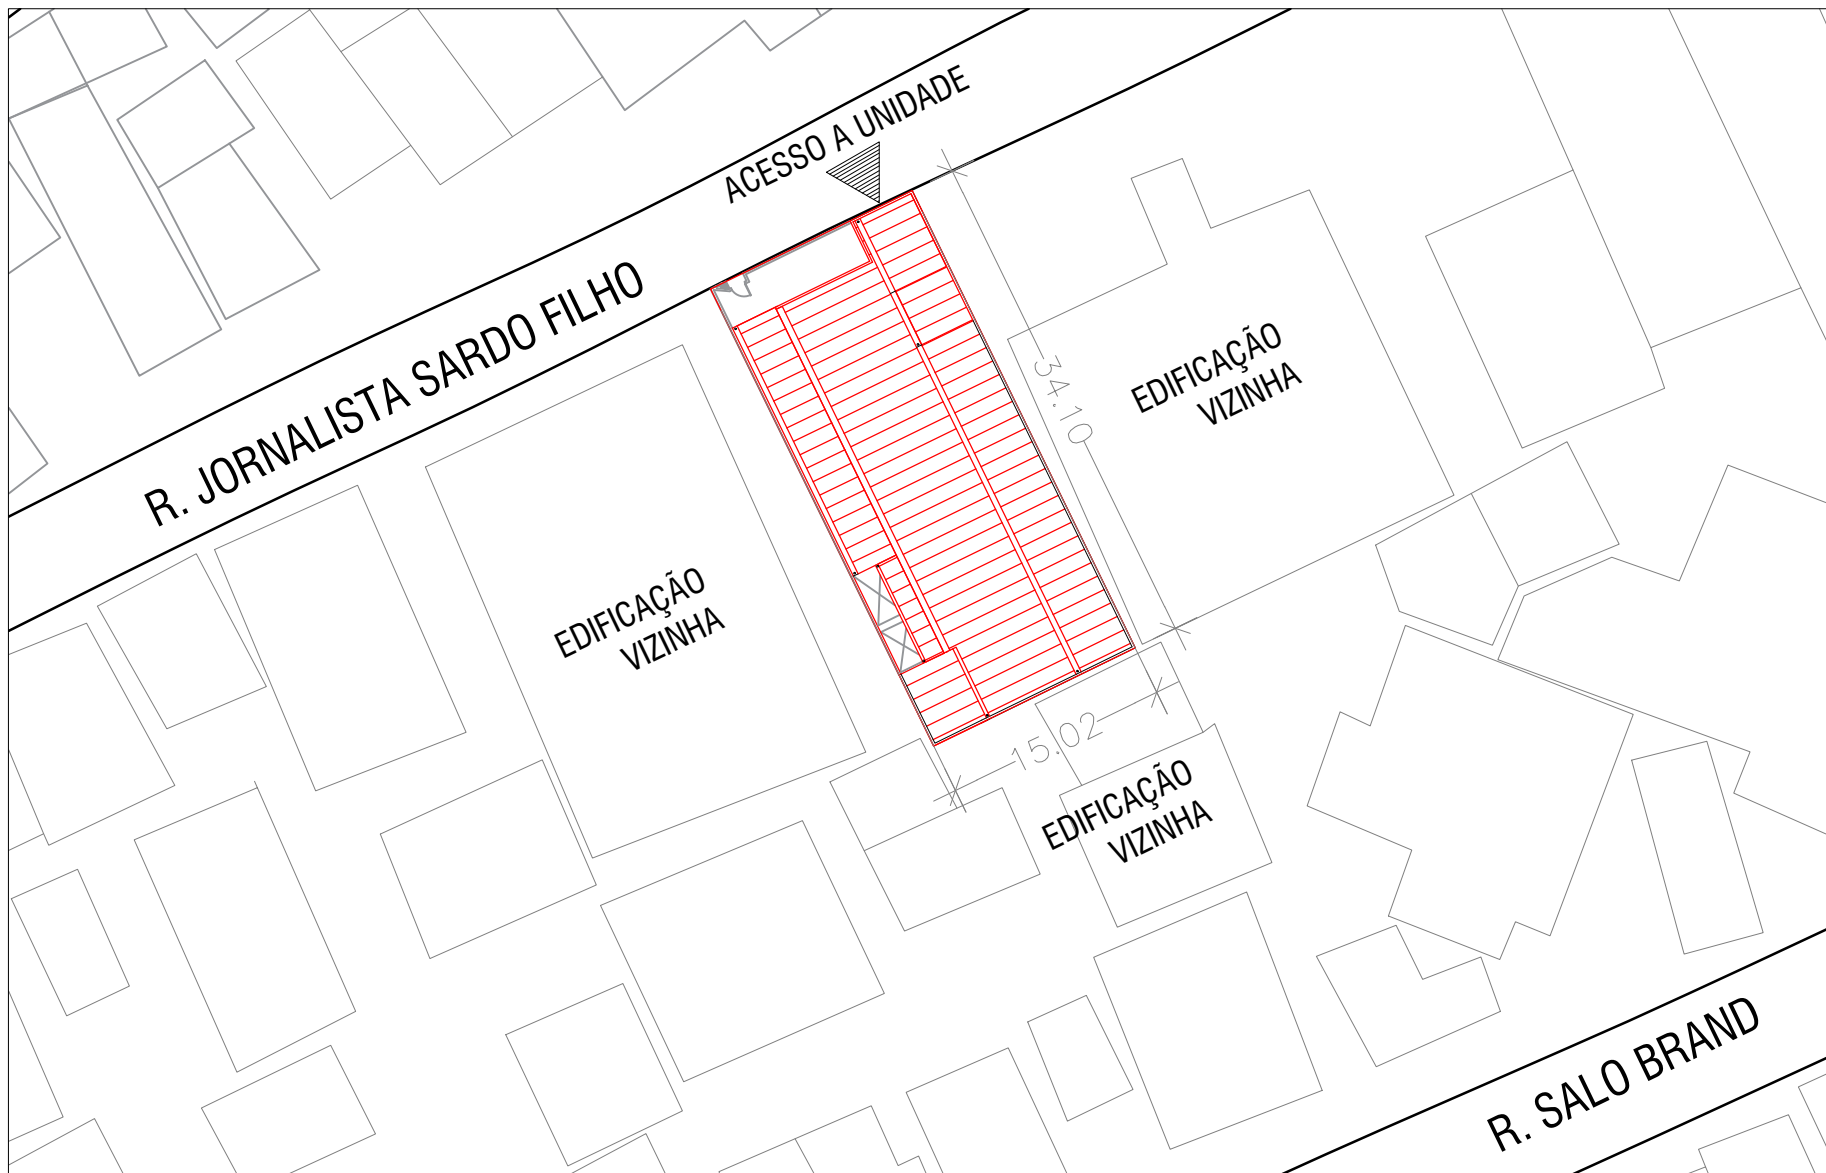 ACESSO A UNIDADE
R. JORNALISTA SARDO FILHO
EDIFICAÇÃO
VIZINHA
34.10
EDIFICAÇÃO
VIZINHA
15.02
EDIFICAÇÃO
VIZINHA
R. SALO BRAND